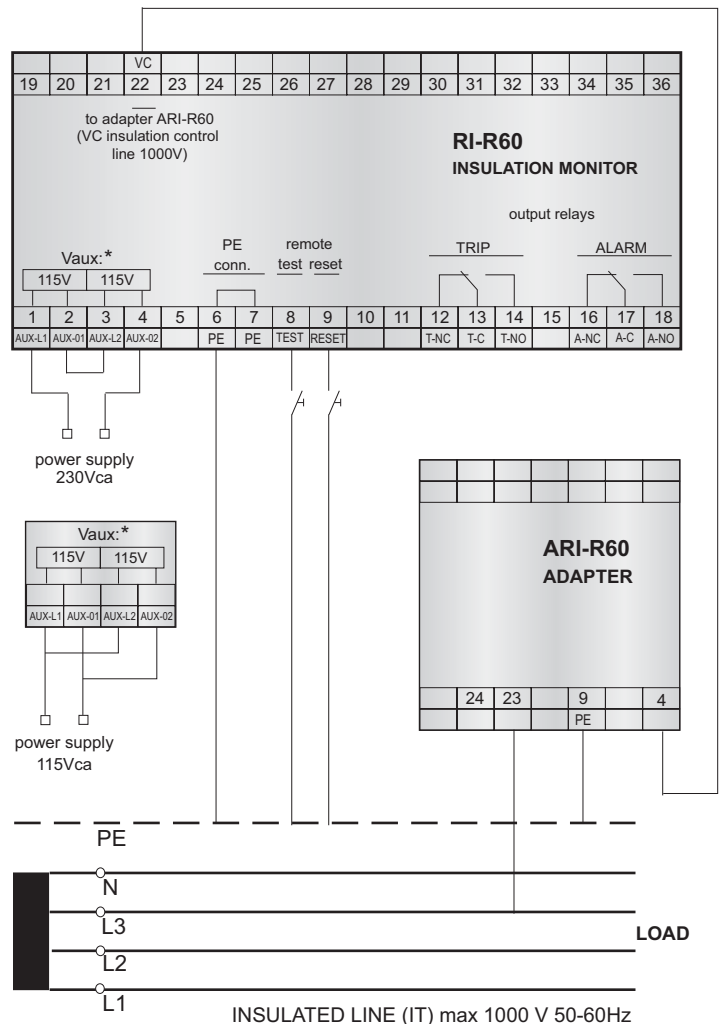 VC
19 20 21 22 23 24 25 26 27 28 29 30 31 32 33 34 35 36
to adapter ARI-R60
(VC insulation control
line 1000V)
RI-R60
INSULATION MONITOR
output relays
Vaux:*
115V 115V
PE
conn.
remote
test reset
TRIP
ALARM
1 2 3 4 5 6 7 8 9 10 11 12 13 14 15 16 17 18
AUX-L1 AUX-01 AUX-L2 AUX-02 PE PE TEST RESET T-NC T-C T-NO A-NC A-C A-NO
power supply
230Vca
Vaux:*
115V 115V
AUX-L1 AUX-01 AUX-L2 AUX-02
power supply
115Vca
ARI-R60
ADAPTER
24 23 9 4
PE
PE
N
L3
LOAD
L2
L1
INSULATED LINE (IT) max 1000 V 50-60Hz